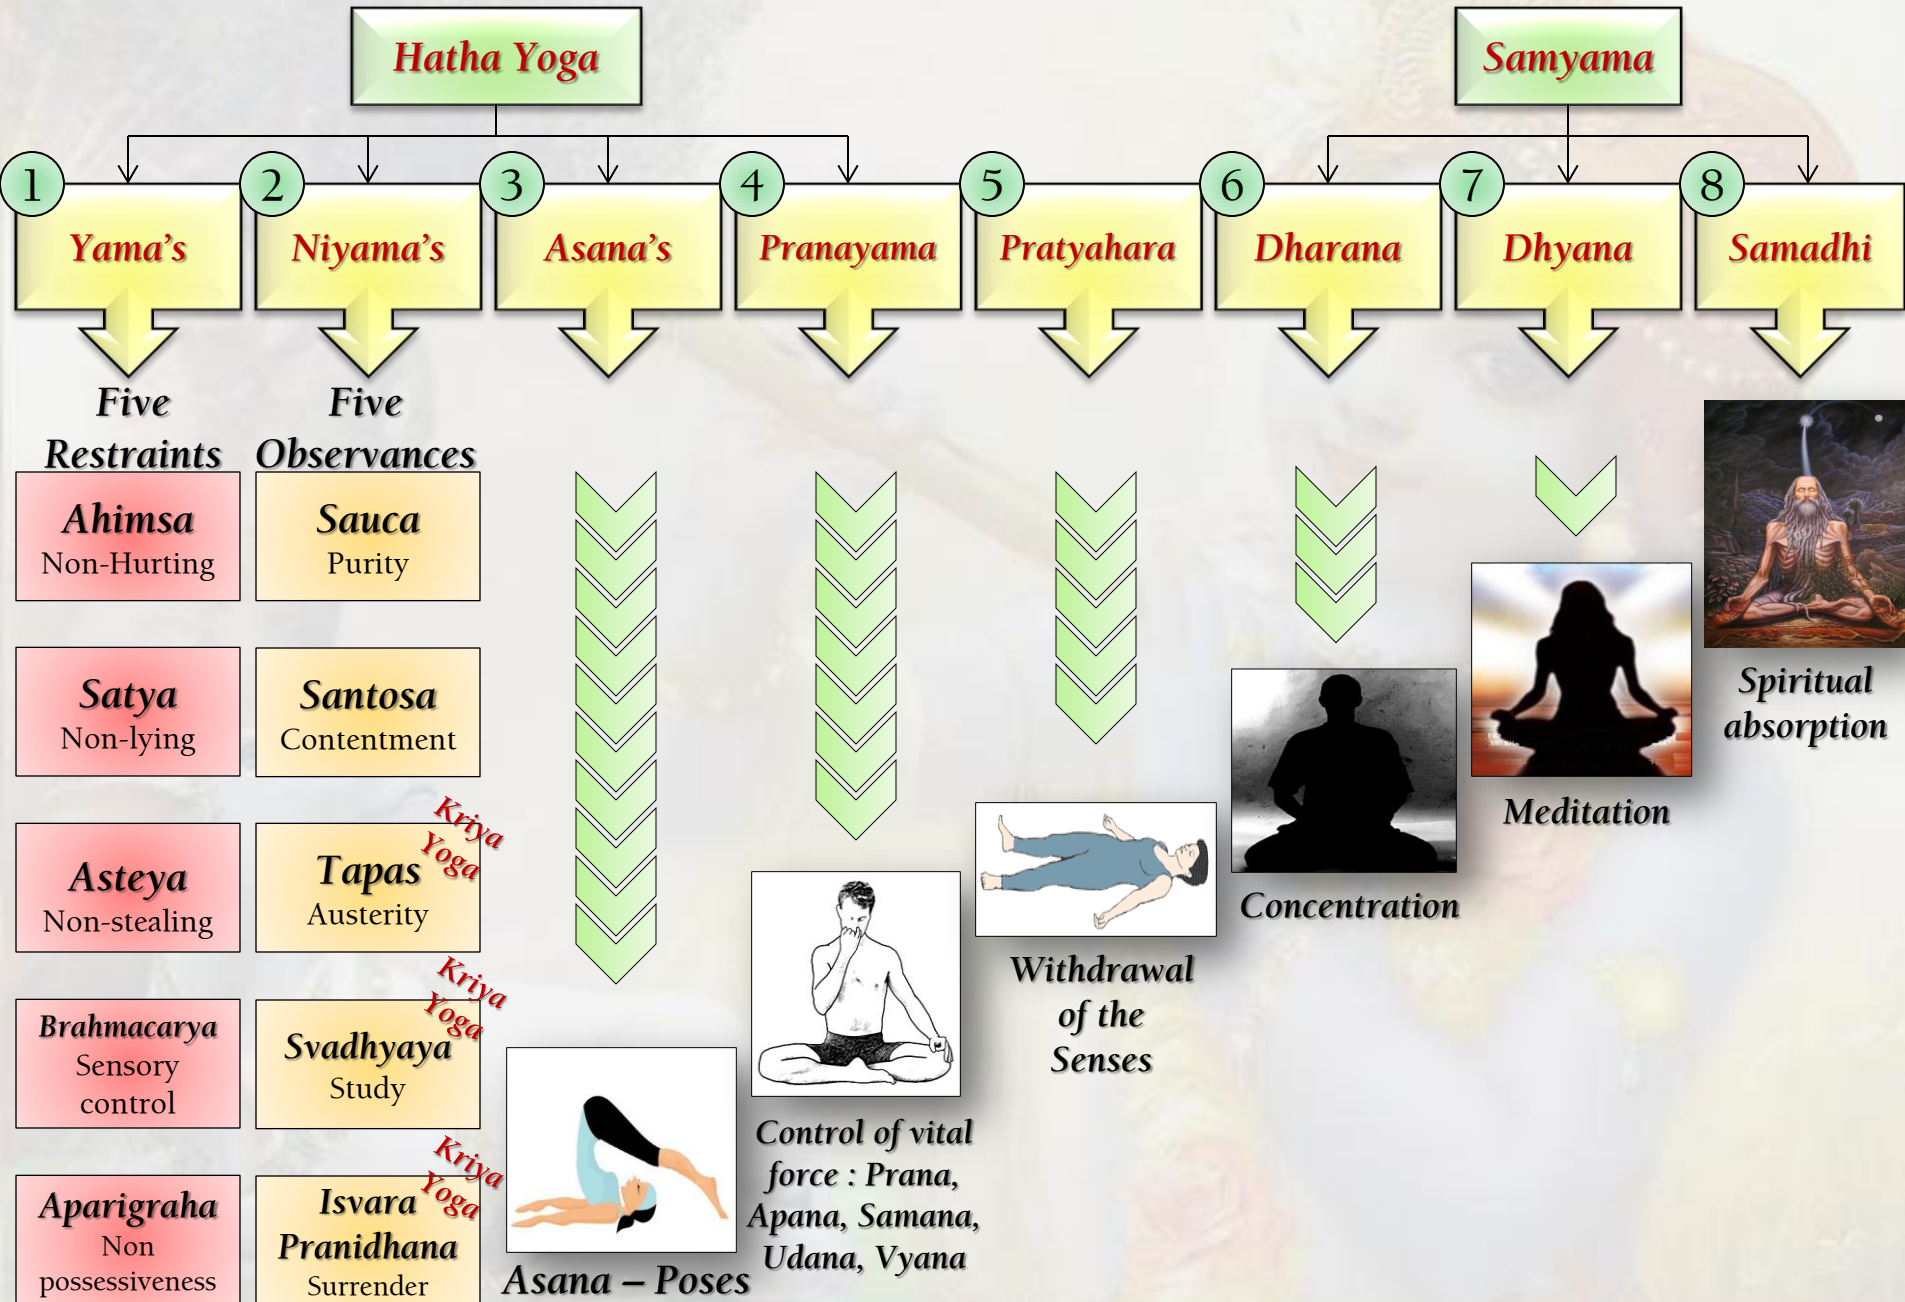 Hatha Yoga
Samyama
1
2
3
4
5
6
7
8
Yama's
Niyama's
Asana's
Pranayama
Pratyahara
Dharana
Dhyana
Samadhi
Five
Restraints
Ahimsa
Non-Hurting
Satya
Non-lying
Asteya
Non-stealing
Brahmacarya
Sensory
control
Aparigraha
Non
possessiveness
Five
Observances
Sauca
Purity
Santosa
Contentment
Kriya
Yoga
Tapas
Austerity
Kriya
Yoga
Svadhyaya
Study
Kriya
Yoga
Isvara
Pranidhana
Surrender
Asana – Poses
Control of vital
force : Prana,
Apana, Samana,
Udana, Vyana
Withdrawal
of the
Senses
Concentration
Meditation
Spiritual
absorption